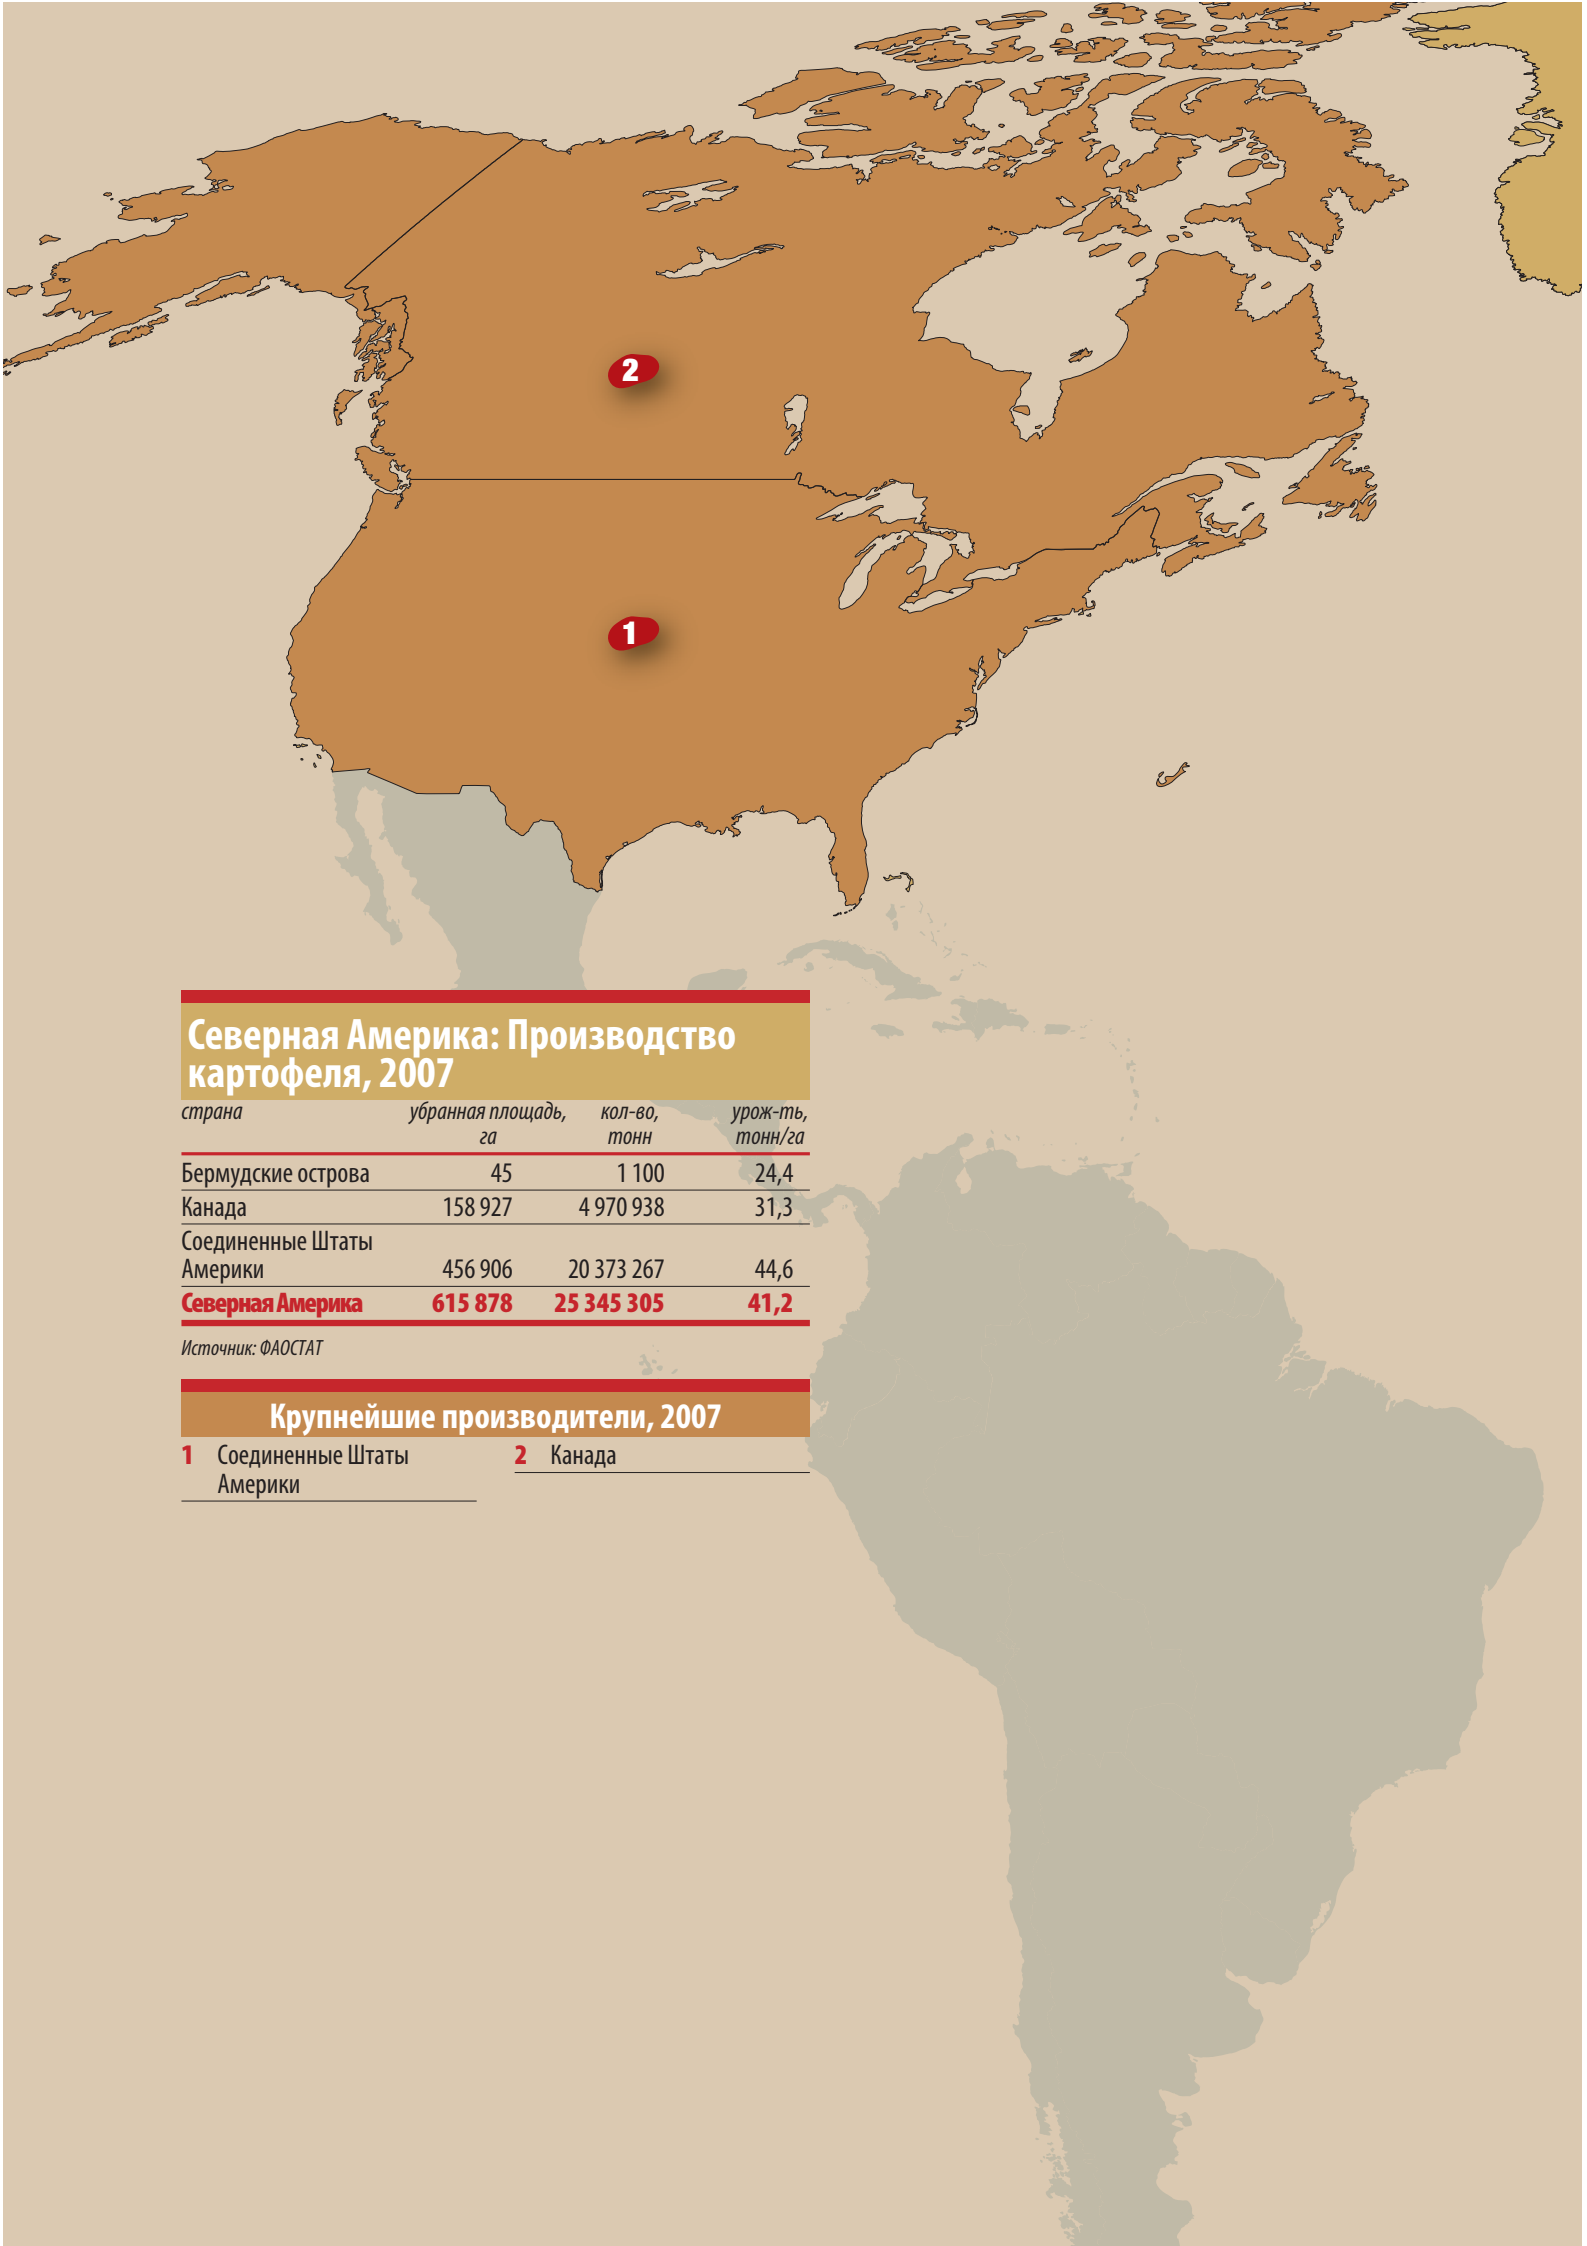 2
1
Северная Америка: Производство
картофеля, 2007
страна убранная площадь, кол-во, урож-ть,
га тонн тонн/га
Бермудские острова 45 1 100 24,4
Канада 158 927 4 970 938 31,3
Соединенные Штаты
Америки 456 906 20 373 267 44,6
Северная Америка 615 878 25 345 305 41,2
Источник: ФАОСТАТ
Крупнейшие производители, 2007
1 Соединенные Штаты
Америки
2 Канада